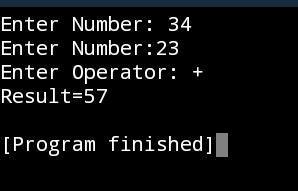 Enter Number: 34
Enter Number:23
Enter Operator: +
Result=57
[Program finished]